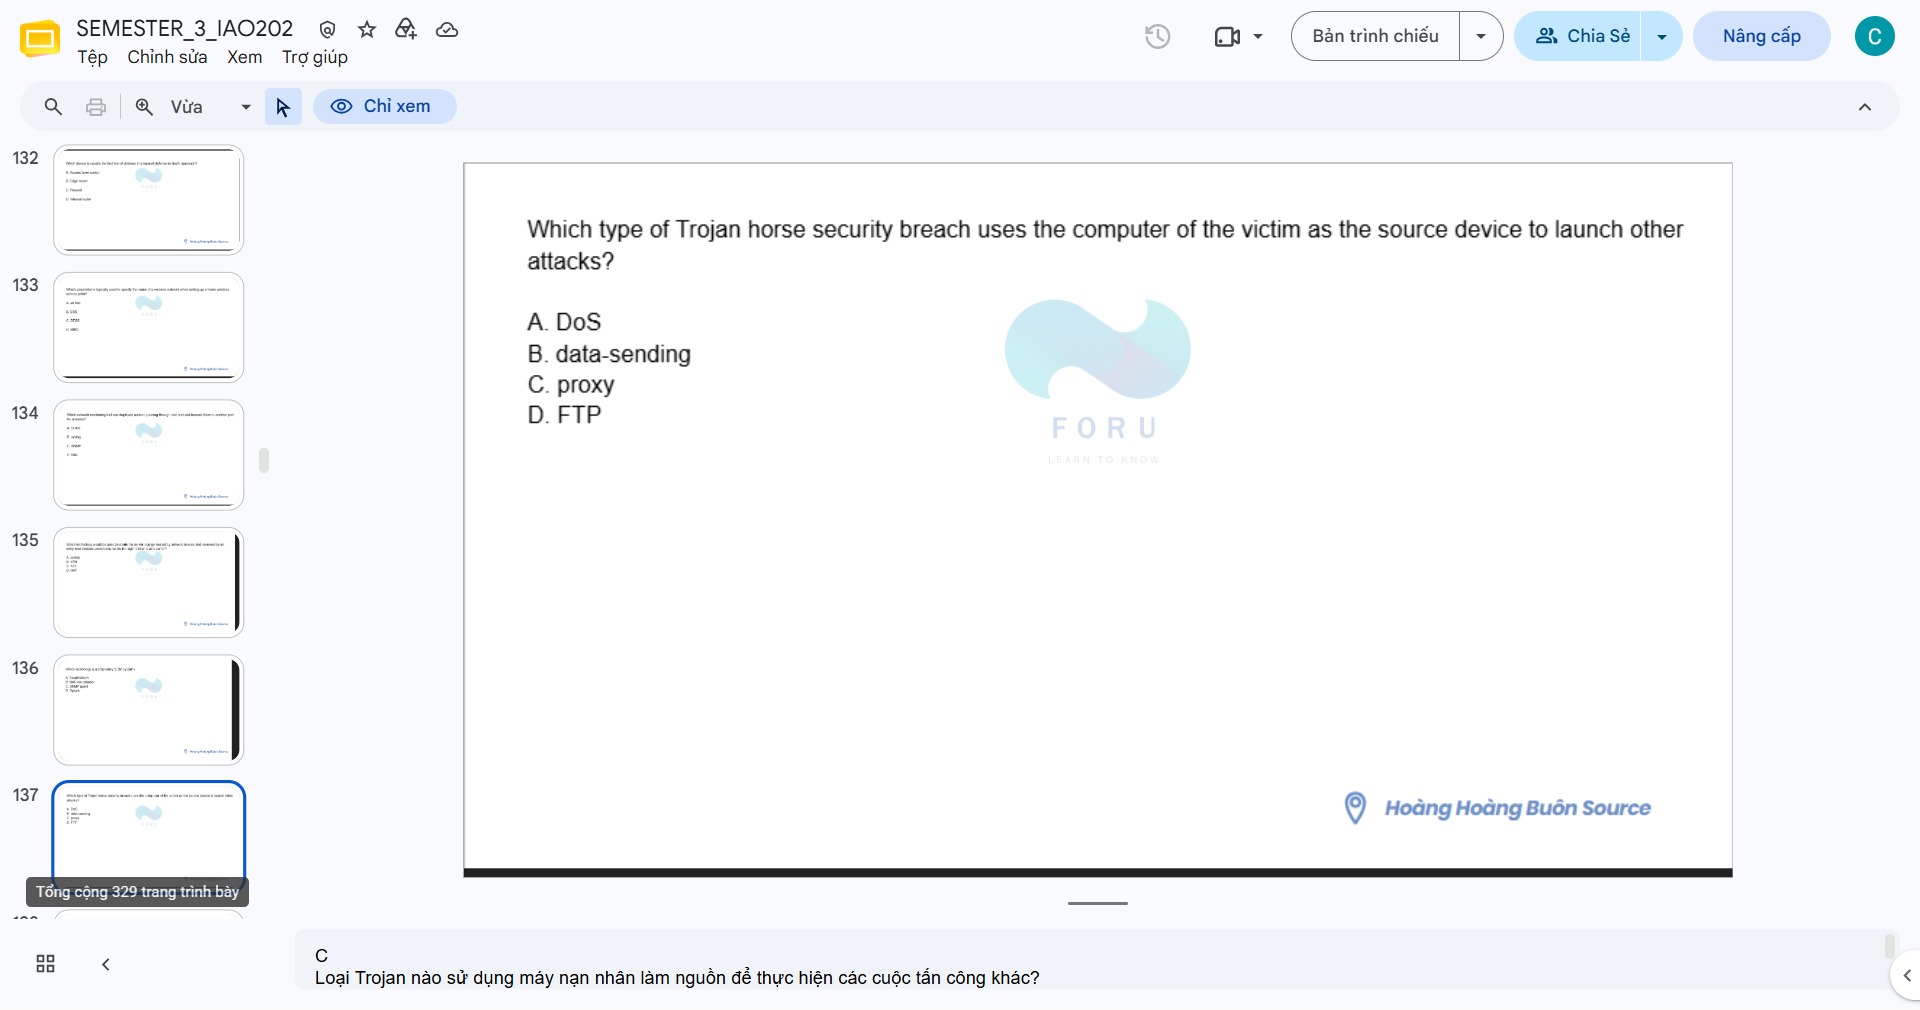 SEMESTER_3_IAO202
Tệp Chỉnh sửa Xem Trợ giúp
Bản trình chiếu
Chia Sẻ
Nâng cấp
C
Vừa
Chỉ xem
132
133
134
135
136
137
Tổng cộng 329 trang trình bày
Which type of Trojan horse security breach uses the computer of the victim as the source device to launch other
attacks?
A. DoS
B. data-sending
C. proxy
D. FTP
FORU
LEARN TO KNOW
Hoàng Hoàng Buôn Source
C
Loại Trojan nào sử dụng máy nạn nhân làm nguồn để thực hiện các cuộc tấn công khác?